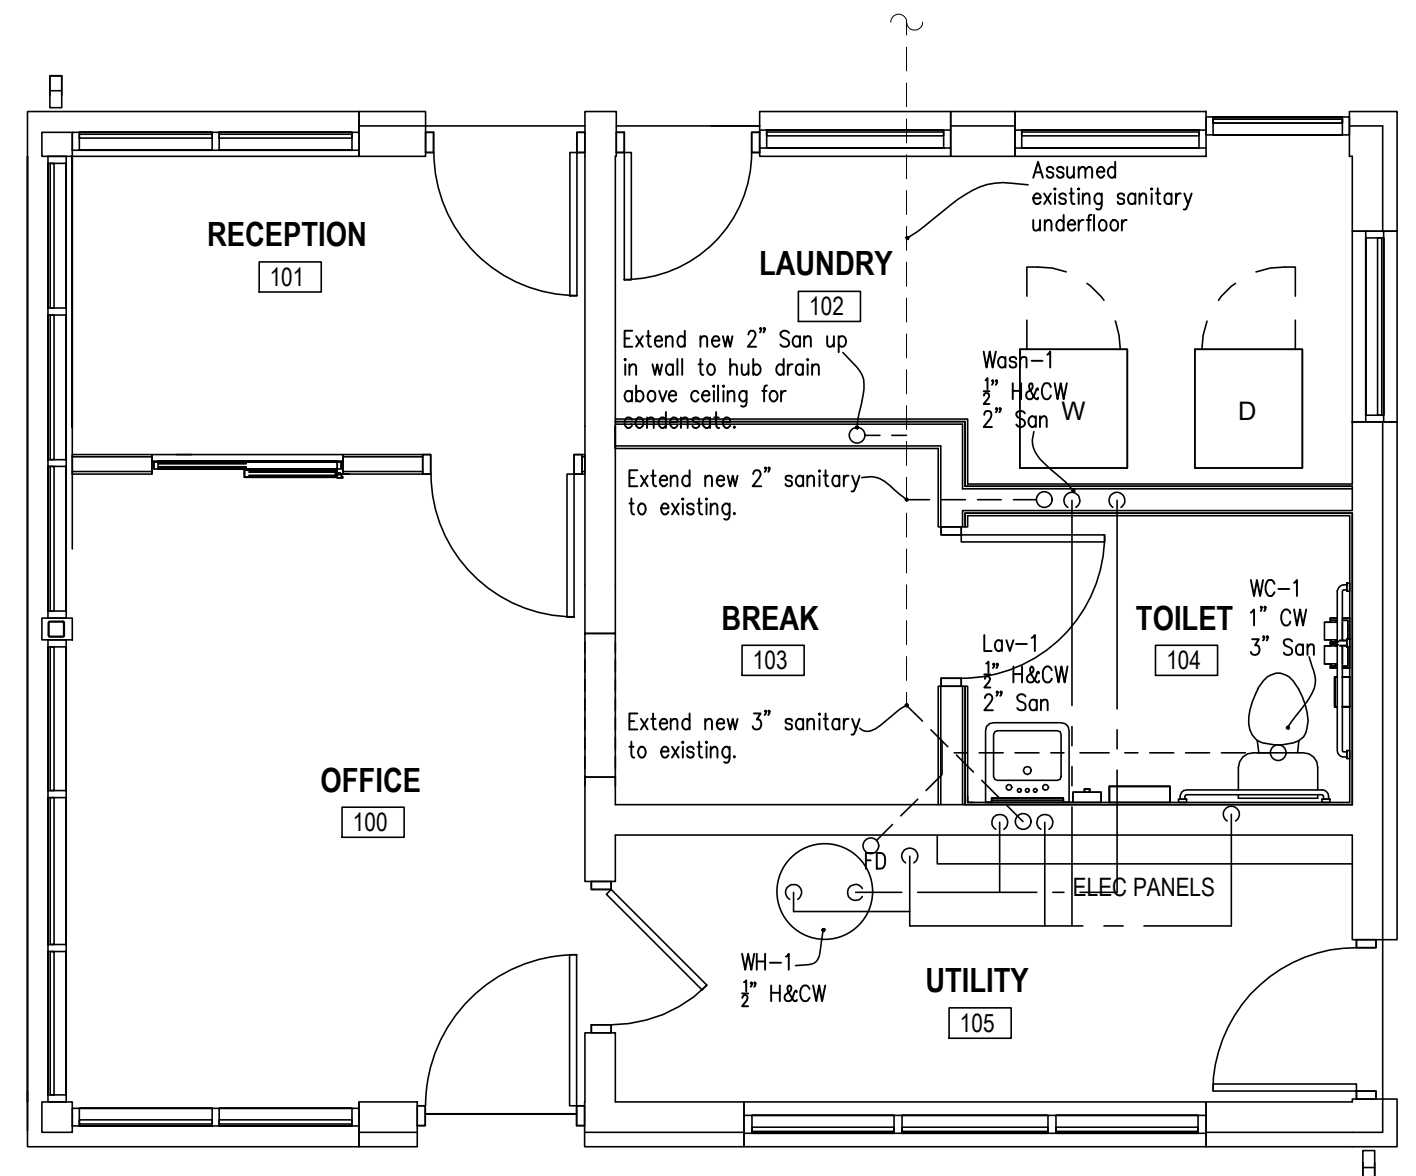 Assumed
existing sanitary
underfloor
RECEPTION
101
LAUNDRY
102
Extend new 2” San up
in wall to hub drain
above ceiling for
condensate.
Wash-1
½” H&CW
2” San
W
D
Extend new 2” sanitary
to existing.
BREAK
103
TOILET
104
WC-1
1” CW
3” San
Lav-1
½” H&CW
2” San
Extend new 3” sanitary
to existing.
OFFICE
100
FD
ELEC PANELS
WH-1
½” H&CW
UTILITY
105